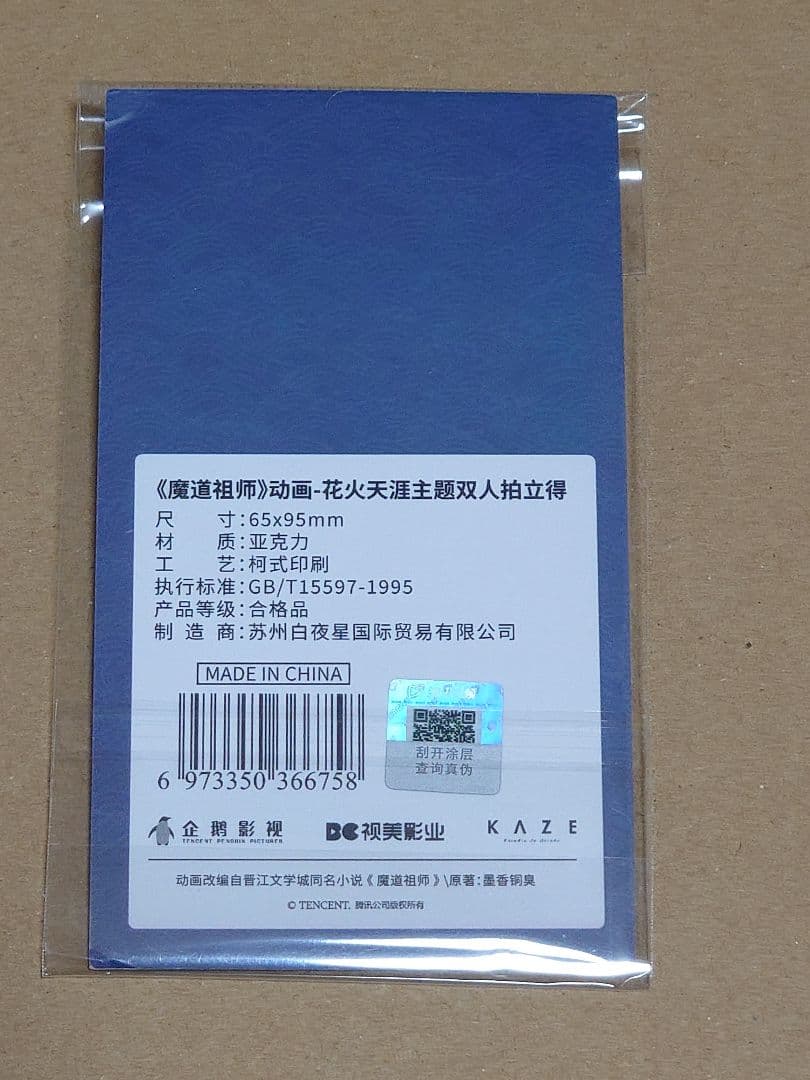 《魔道祖师》动画-花火天涯主题双人拍立得
尺 寸:65x95mm
材 质:亚克力
工 艺:柯式印刷
执行标准:GB/T15597-1995
产品等级:合格品
制 造 商:苏州白夜星国际贸易有限公司
MADE IN CHINA
6 973350 366758
刮开涂层
查询真伪
企鹅影视
TENCENT PENGUIN PICTURES
BC视美影业
KAZE
动画改编自晋江文学城同名小说《魔道祖师》\原著:墨香铜臭
© TENCENT. 腾讯公司版权所有